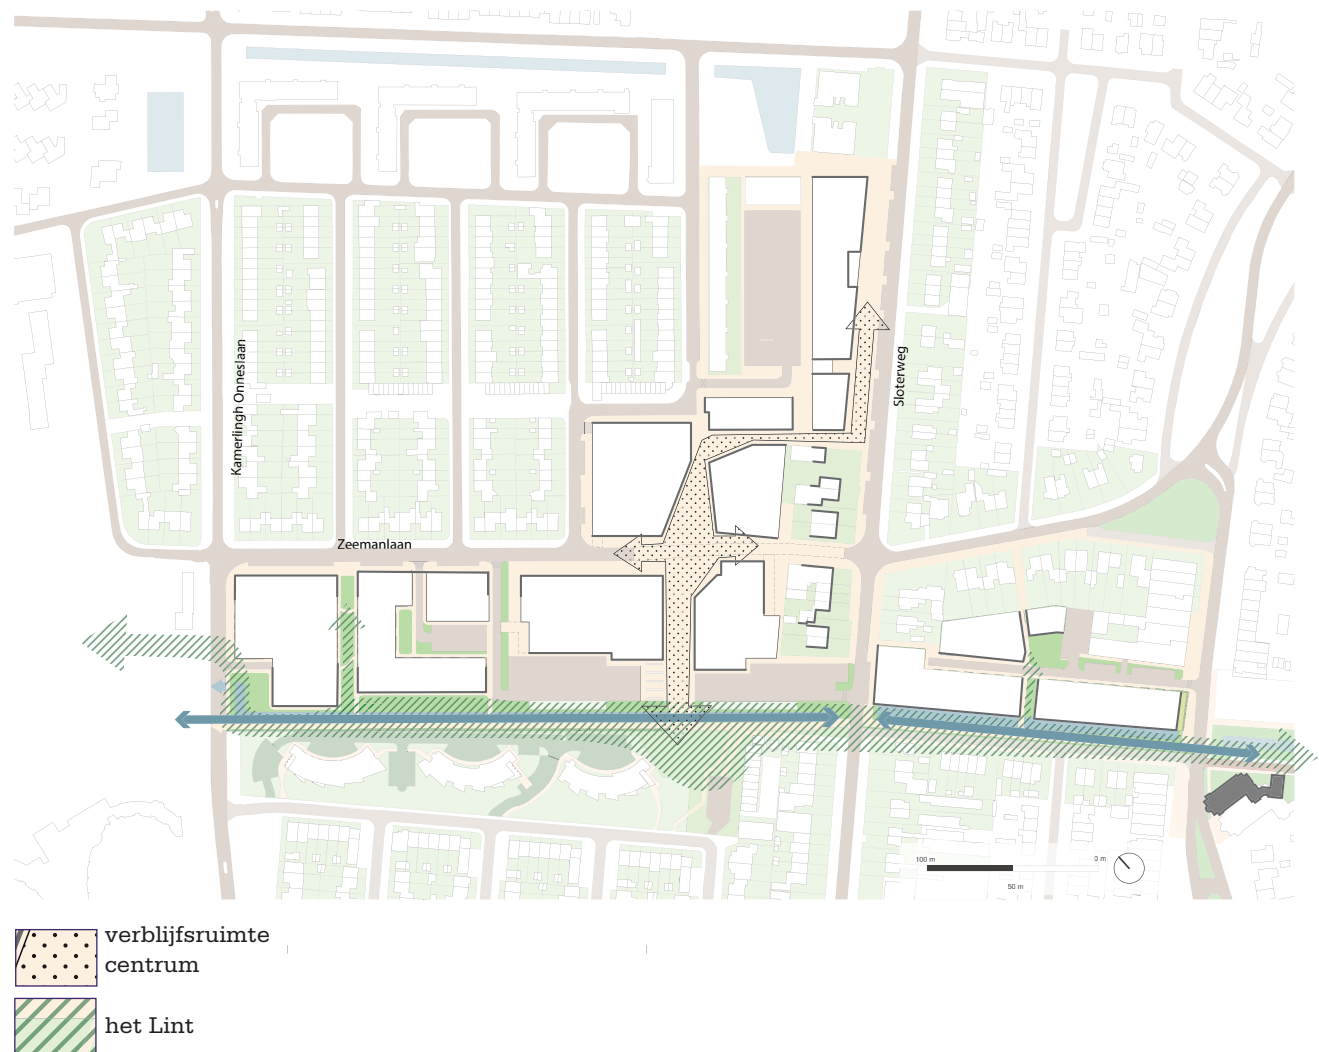 Kamerlingh Onneslaan
Sloterweg
Zeemanlaan
100 m
0 m
50 m
verblijfsruimte
centrum
het Lint